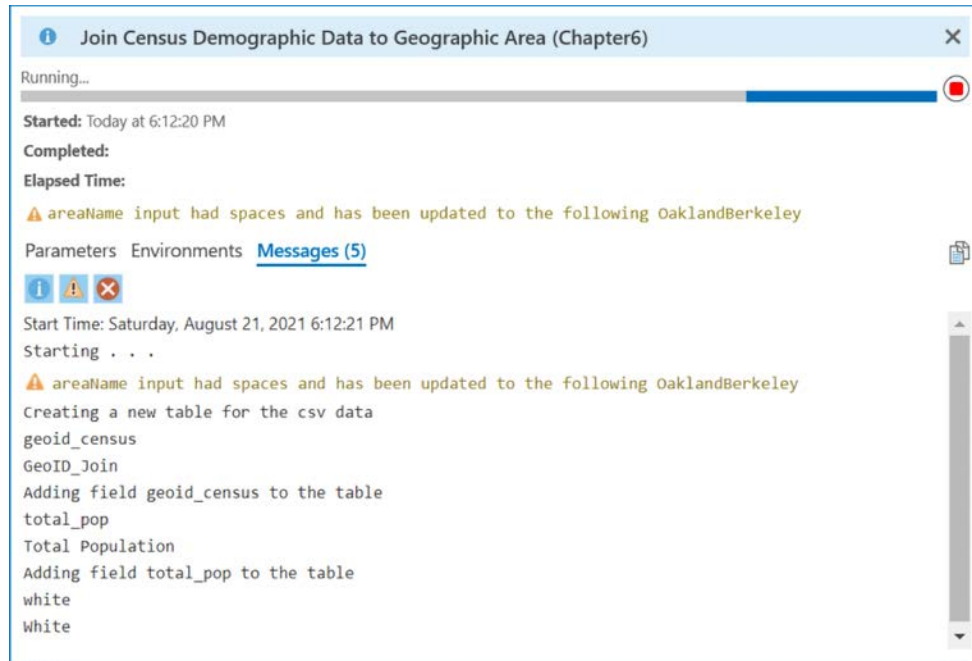 Join Census Demographic Data to Geographic Area (Chapter6)
Running...
Started: Today at 6:12:20 PM
Completed:
Elapsed Time:
areaName input had spaces and has been updated to the following OaklandBerkeley
Parameters Environments Messages (5)
Start Time: Saturday, August 21, 2021 6:12:21 PM
Starting . . .
areaName input had spaces and has been updated to the following OaklandBerkeley
Creating a new table for the csv data
geoid_census
GeoID_Join
Adding field geoid_census to the table
total_pop
Total Population
Adding field total_pop to the table
white
White